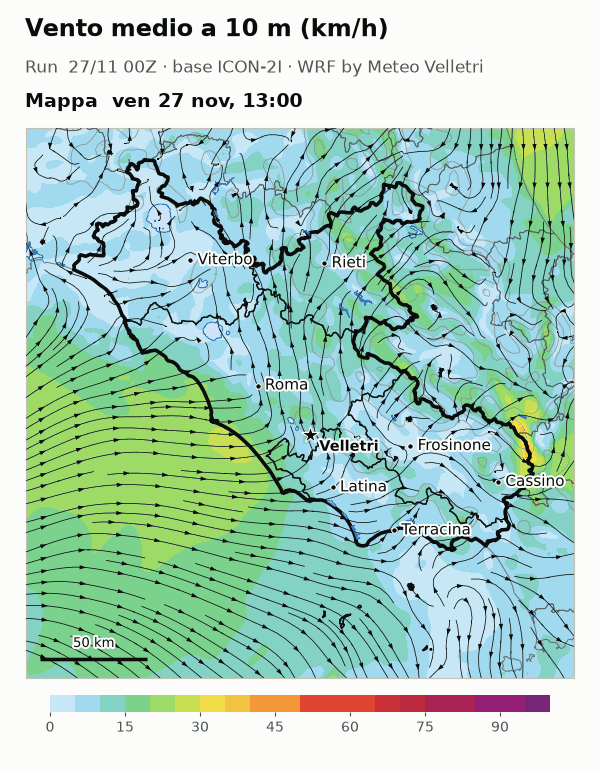 Vento medio a 10 m (km/h)
Run 27/11 00Z · base ICON-2I · WRF by Meteo Velletri
Mappa ven 27 nov, 13:00
Viterbo
Rieti
Roma
Velletri
Frosinone
Latina
Cassino
Terracina
50 km
0 15 30 45 60 75 90